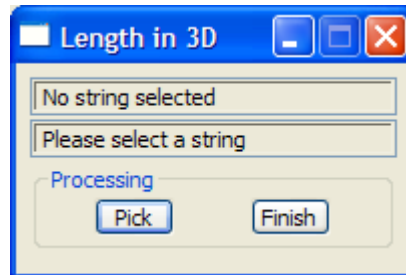 Length in 3D
No string selected
Please select a string
Processing
Pick Finish